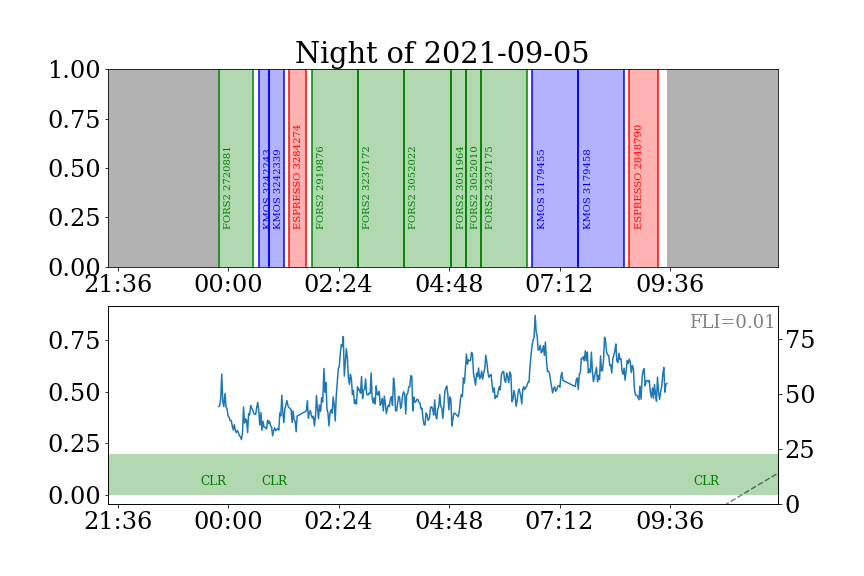 Night of 2021-09-05
1.00
0.75
0.50
0.25
0.00
FORS2 2720881
KMOS 3242243
KMOS 3242339
ESPRESSO 3284274
FORS2 2919876
FORS2 3237172
FORS2 3052022
FORS2 3051964
FORS2 3052010
FORS2 3237175
KMOS 3179455
KMOS 3179458
ESPRESSO 2848790
21:36 00:00 02:24 04:48 07:12 09:36
FLI=0.01
0.75
0.50
0.25
0.00
75
50
25
0
CLR CLR CLR
21:36 00:00 02:24 04:48 07:12 09:36